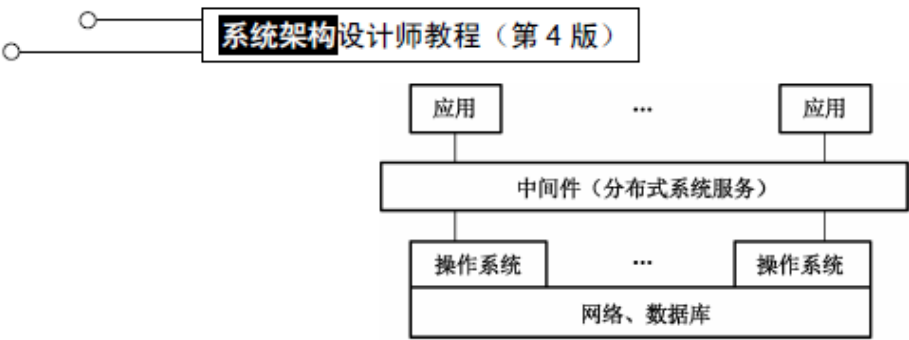 系统架构设计师教程（第 4 版）
应用 … 应用
中间件（分布式系统服务）
操作系统 … 操作系统
网络、数据库